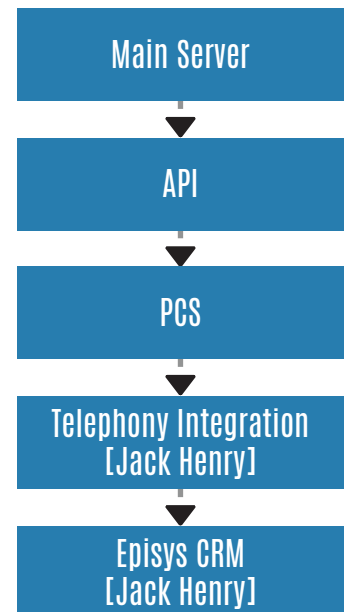 Main Server
API
PCS
Telephony Integration
[Jack Henry]
Episys CRM
[Jack Henry]